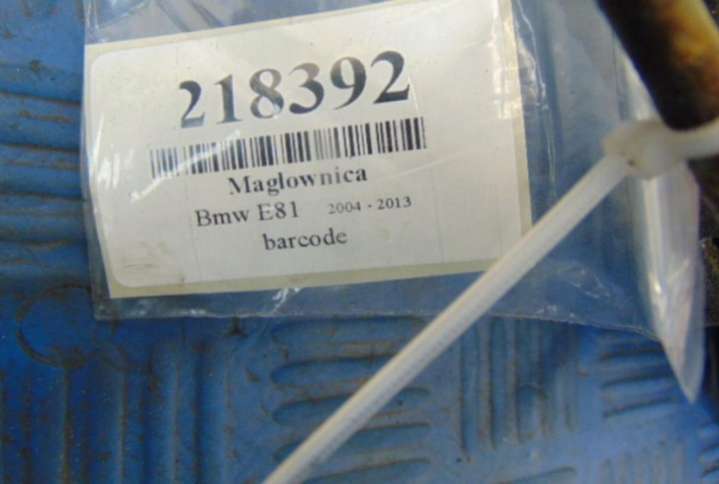 218392
Maglownica
Bmw E81 2004 - 2013
barcode